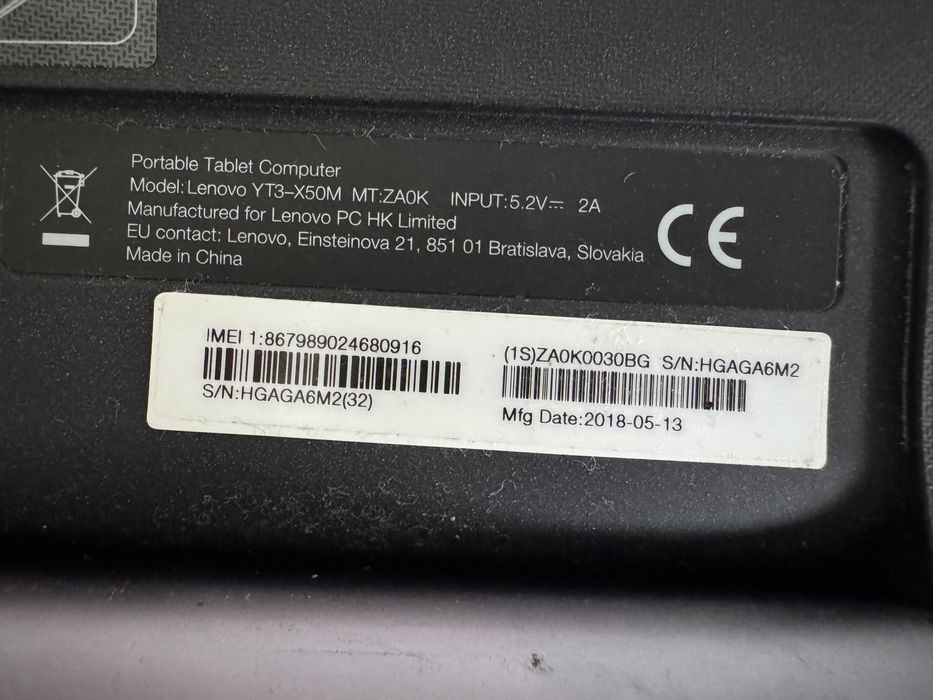 Portable Tablet Computer
Model: Lenovo YT3-X50M MT:ZA0K INPUT:5.2V⎓ 2A
Manufactured for Lenovo PC HK Limited
EU contact: Lenovo, Einsteinova 21, 851 01 Bratislava, Slovakia
Made in China
CE
IMEI 1:867989024680916
S/N:HGAGA6M2(32)
(1S)ZA0K0030BG S/N:HGAGA6M2
Mfg Date:2018-05-13